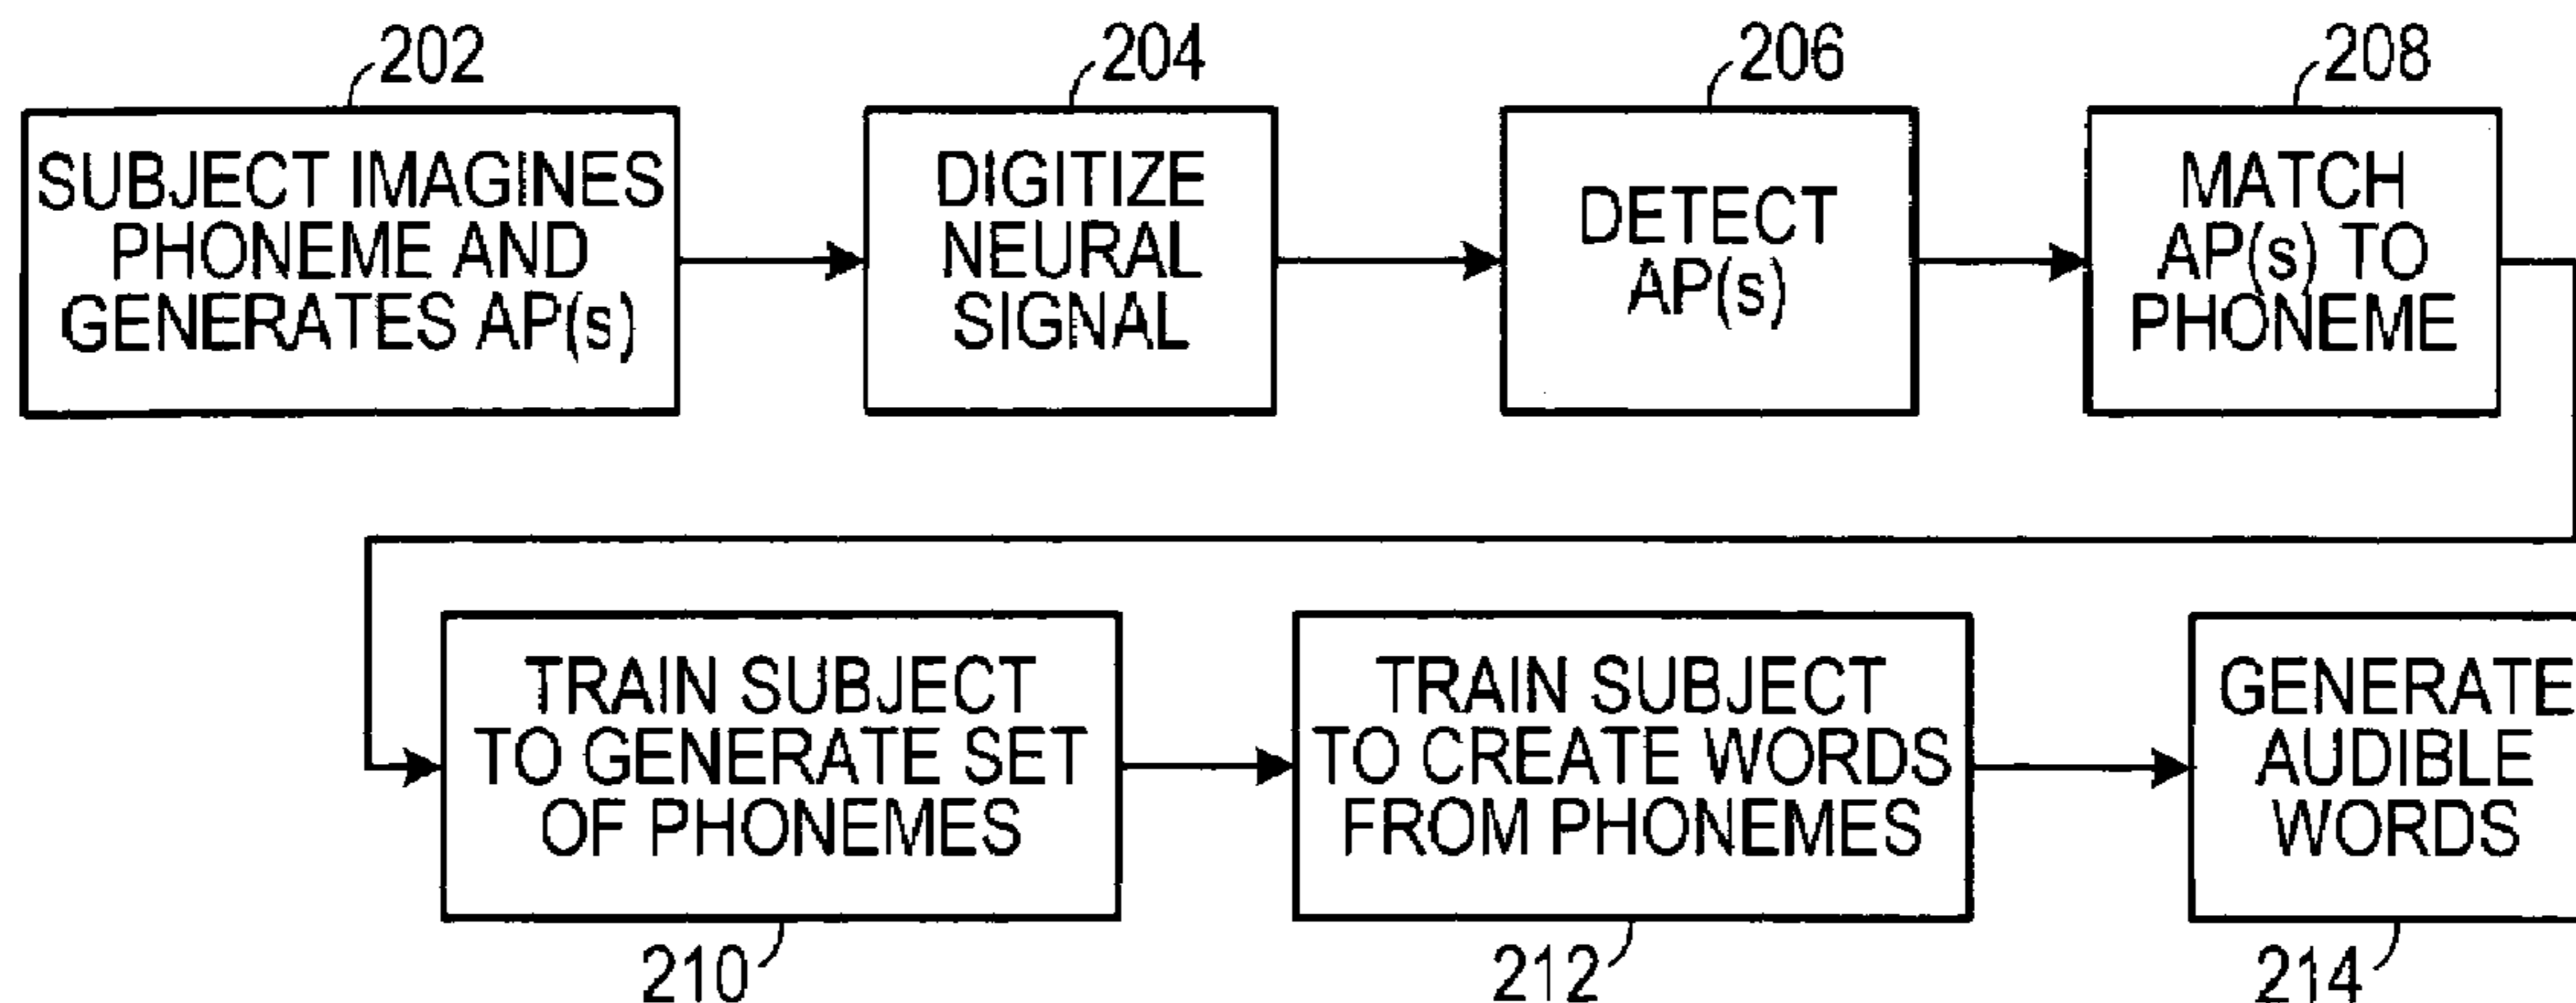 202
SUBJECT IMAGINES
PHONEME AND
GENERATES AP(s)
204
DIGITIZE
NEURAL
SIGNAL
206
DETECT
AP(s)
208
MATCH
AP(s) TO
PHONEME
TRAIN SUBJECT
TO GENERATE SET
OF PHONEMES
210
TRAIN SUBJECT
TO CREATE WORDS
FROM PHONEMES
212
GENERATE
AUDIBLE
WORDS
214